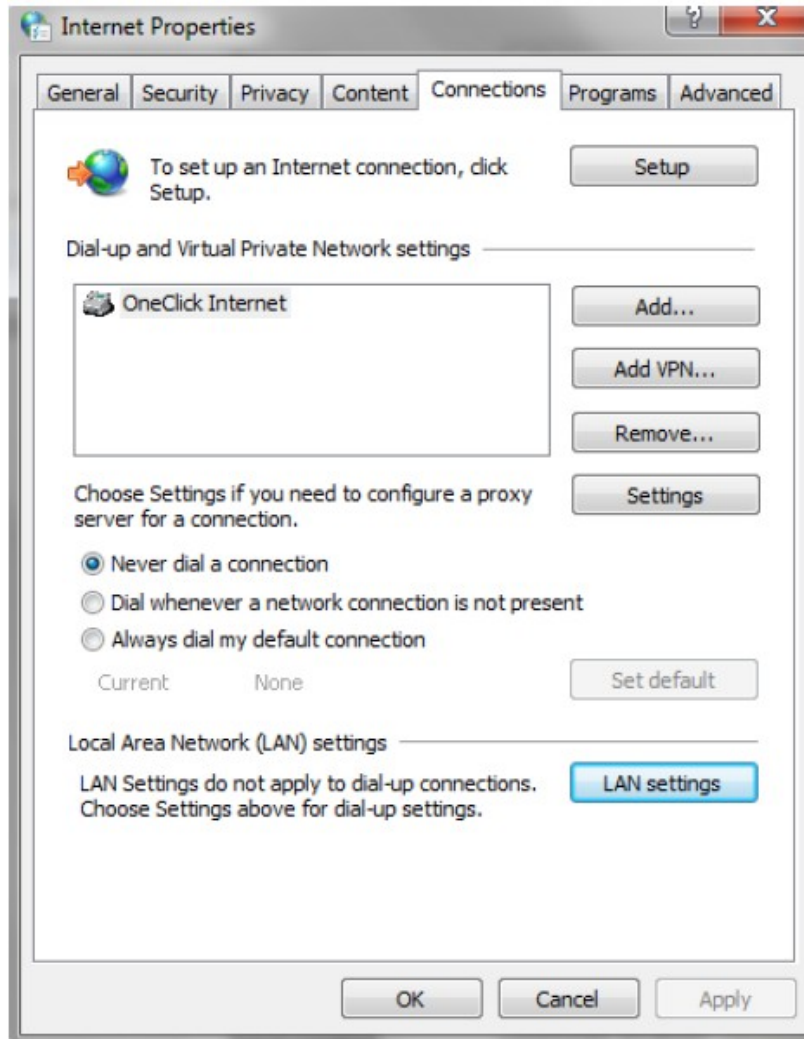 Internet Properties
?
X
General Security Privacy Content Connections Programs Advanced
To set up an Internet connection, click
Setup.
Setup
Dial-up and Virtual Private Network settings
OneClick Internet
Add...
Add VPN...
Remove...
Choose Settings if you need to configure a proxy
server for a connection.
Settings
Never dial a connection
Dial whenever a network connection is not present
Always dial my default connection
Current None
Set default
Local Area Network (LAN) settings
LAN Settings do not apply to dial-up connections.
Choose Settings above for dial-up settings.
LAN settings
OK Cancel Apply